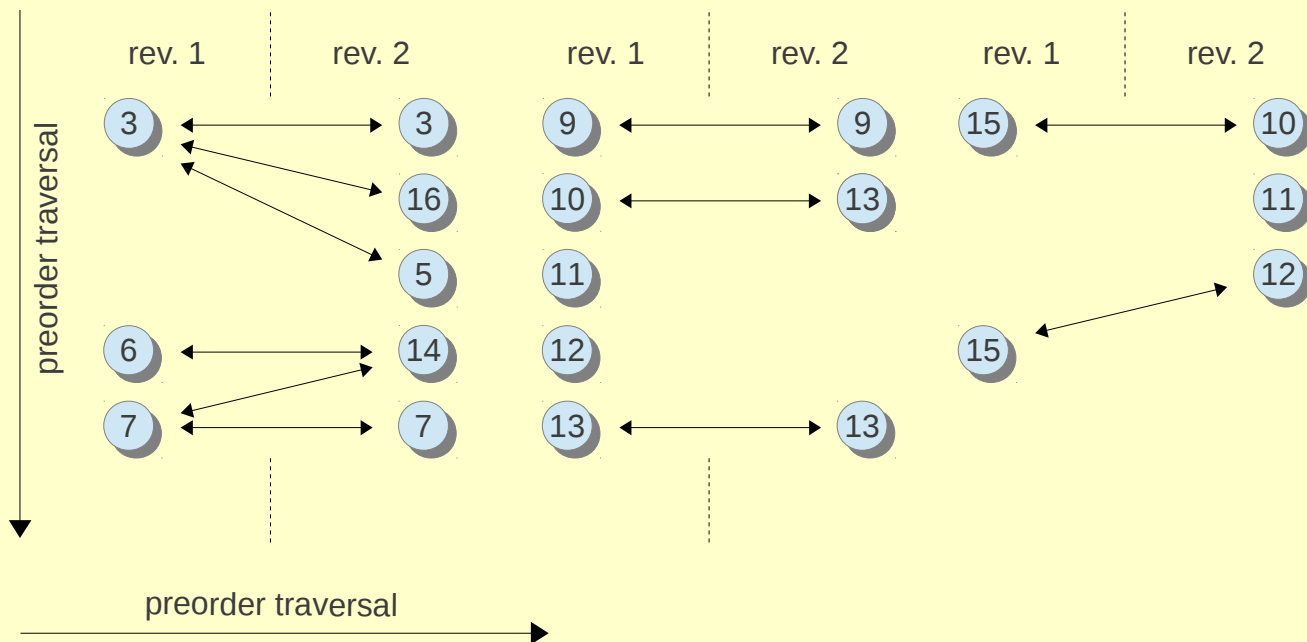 rev. 1 rev. 2 rev. 1 rev. 2 rev. 1 rev. 2
3 3 9 9 15 10
16 10 13 11
5 11 12
6 14 12 15
7 7 13 13
preorder traversal
preorder traversal